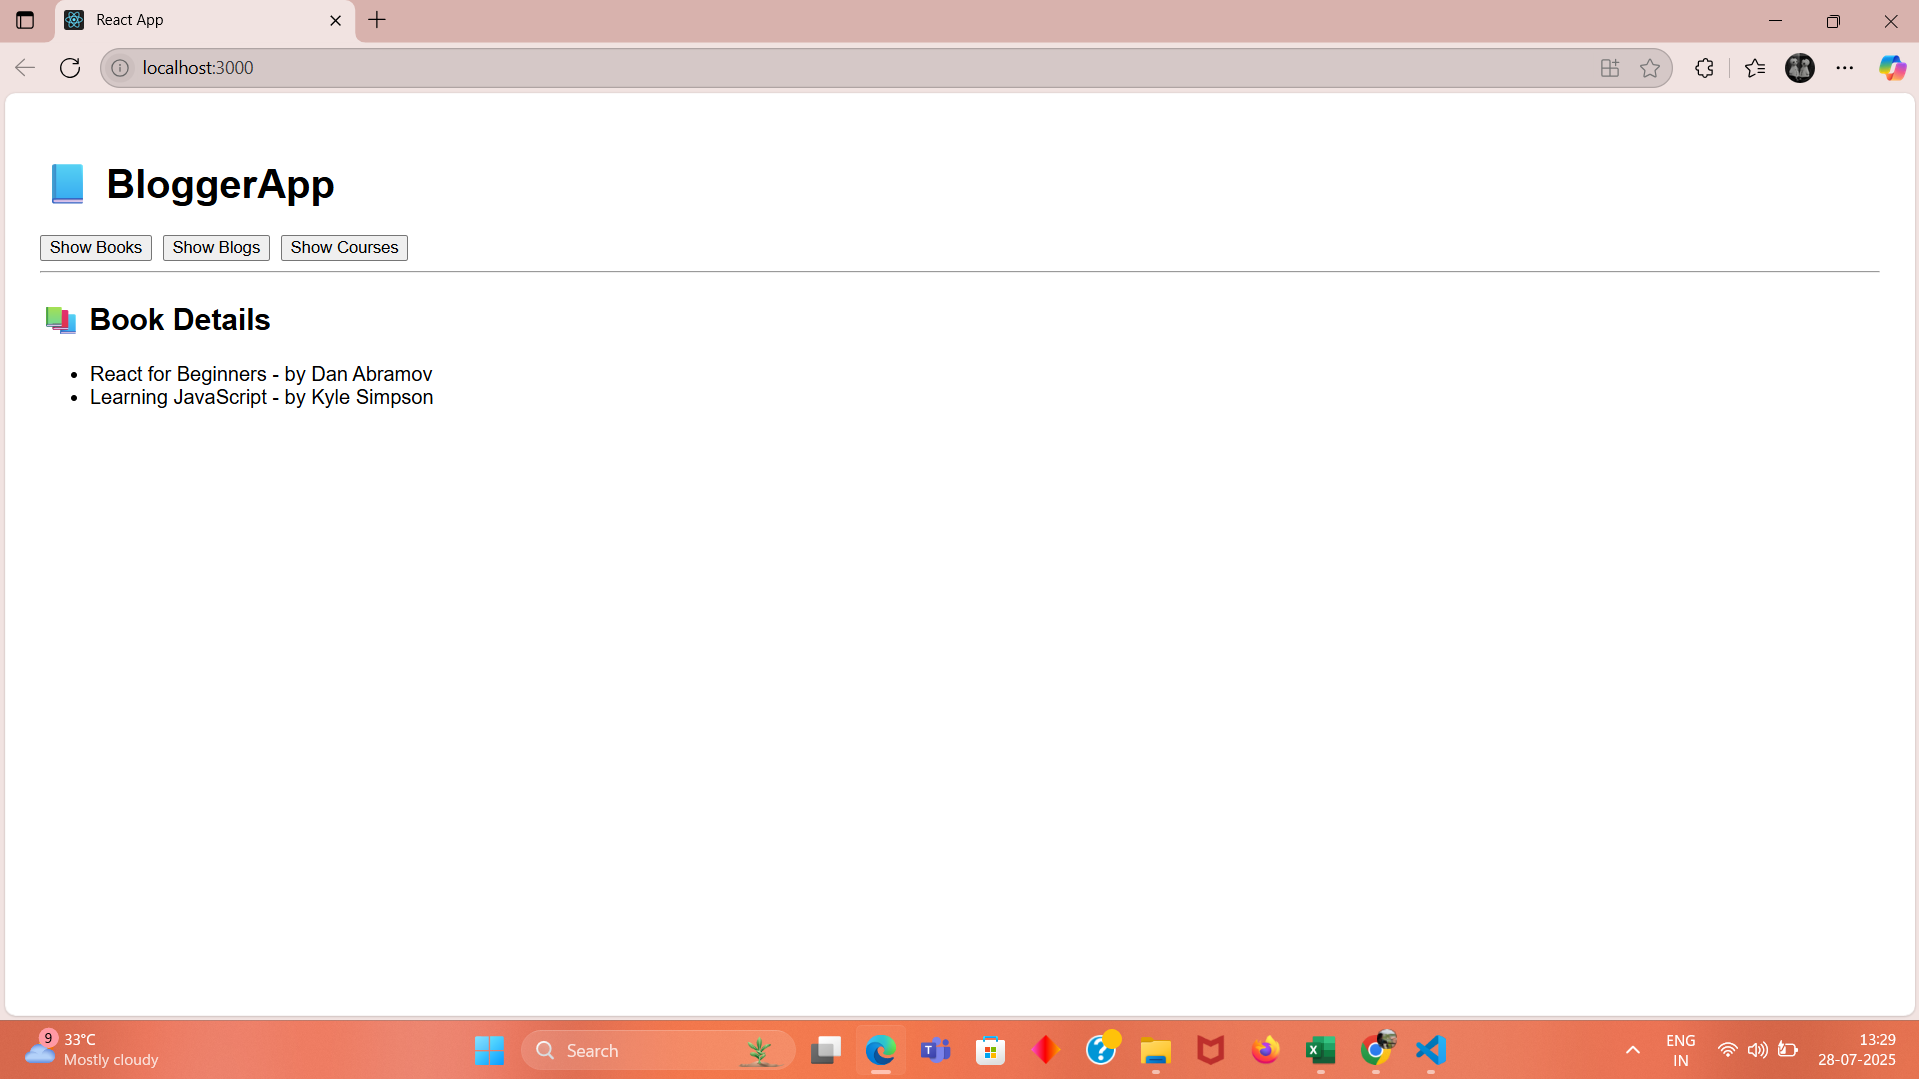 React App
localhost:3000
BloggerApp
Show Books Show Blogs Show Courses
Book Details
• React for Beginners - by Dan Abramov
• Learning JavaScript - by Kyle Simpson
9 33°C
Mostly cloudy
Search
ENG
IN
13:29
28-07-2025